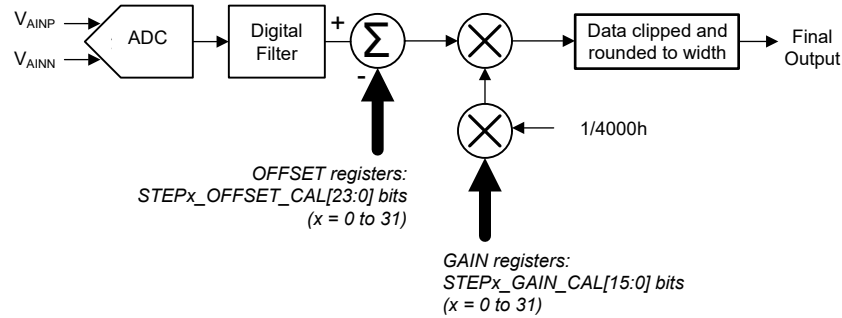 V_AINP
V_AINN
ADC
Digital
Filter
+
-
Σ
Data clipped and
rounded to width
Final
Output
1/4000h
OFFSET registers:
STEPx_OFFSET_CAL[23:0] bits
(x = 0 to 31)
GAIN registers:
STEPx_GAIN_CAL[15:0] bits
(x = 0 to 31)